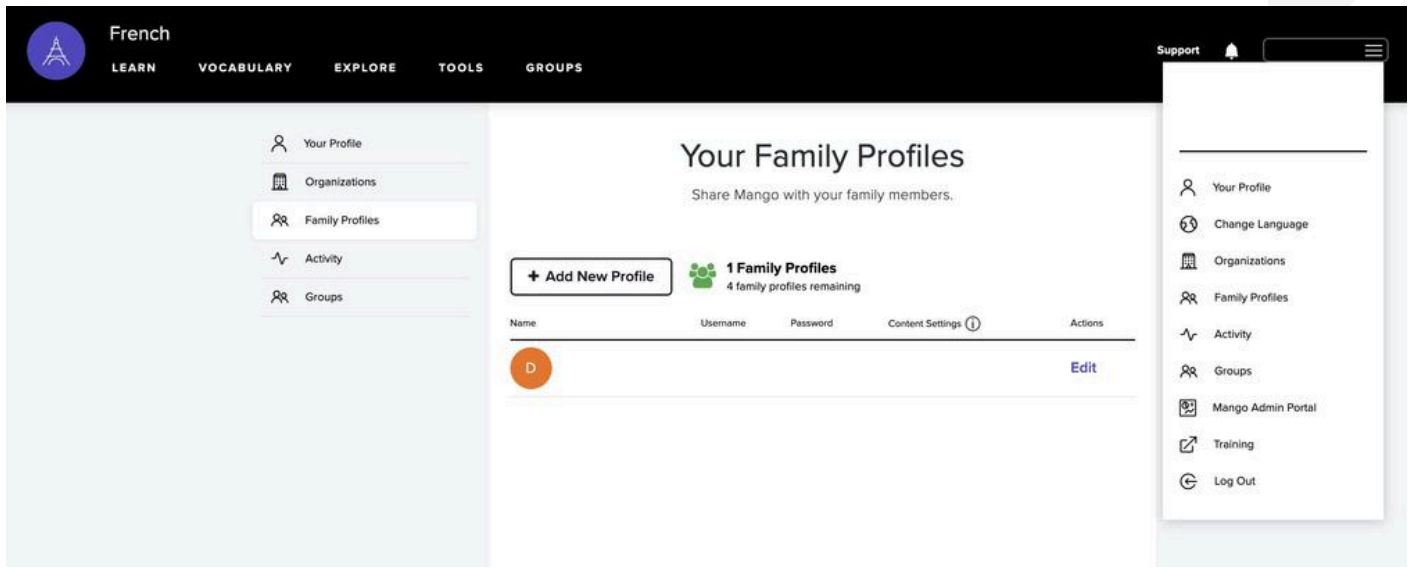 French
LEARN VOCABULARY EXPLORE TOOLS GROUPS
Support
Your Profile
Organizations
Family Profiles
Activity
Groups
Your Family Profiles
Share Mango with your family members.
+ Add New Profile
1 Family Profiles
4 family profiles remaining
Name Username Password Content Settings i Actions
D Edit
Your Profile
Change Language
Organizations
Family Profiles
Activity
Groups
Mango Admin Portal
Training
Log Out